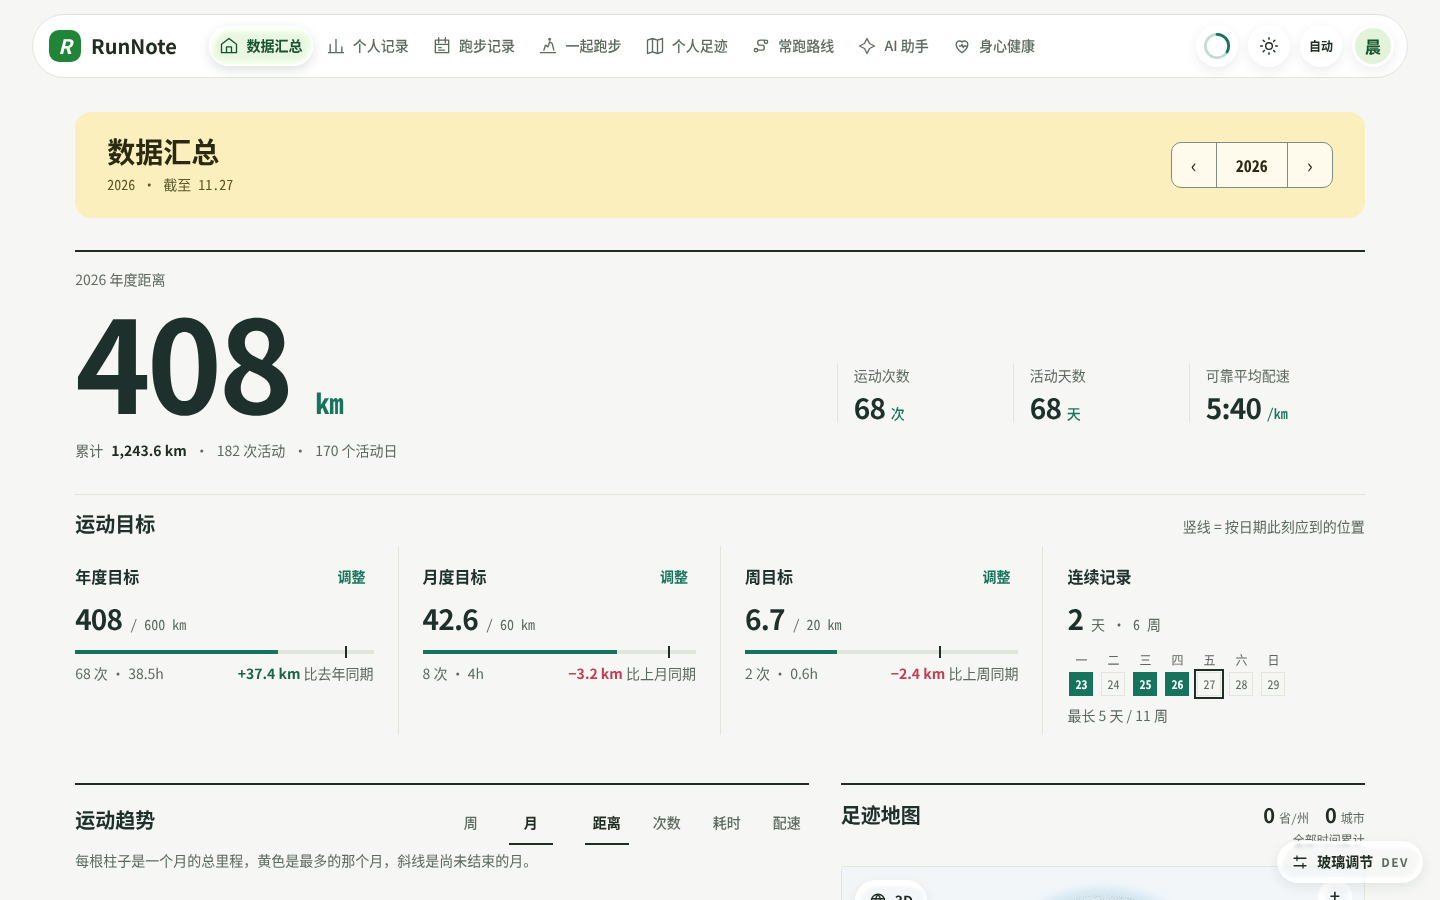 R RunNote 数据汇总 个人记录 跑步记录 一起跑步 个人足迹 常跑路线 AI 助手 身心健康 自动 晨
数据汇总
2026 · 截至 11.27
‹ 2026 ›
2026 年度距离
408 km
运动次数 活动天数 可靠平均配速
68 次 68 天 5:40 /km
累计 1,243.6 km · 182 次活动 · 170 个活动日
运动目标
竖线 = 按日期此刻应到的位置
年度目标 调整
408 / 600 km
68 次 · 38.5h +37.4 km 比去年同期
月度目标 调整
42.6 / 60 km
8 次 · 4h −3.2 km 比上月同期
周目标 调整
6.7 / 20 km
2 次 · 0.6h −2.4 km 比上周同期
连续记录
2 天 · 6 周
一 二 三 四 五 六 日
23 24 25 26 27 28 29
最长 5 天 / 11 周
运动趋势 周 月 距离 次数 耗时 配速
每根柱子是一个月的总里程，黄色是最多的那个月，斜线是尚未结束的月。
足迹地图 0 省/州 0 城市
全部时间累计
玻璃调节 DEV
3D +